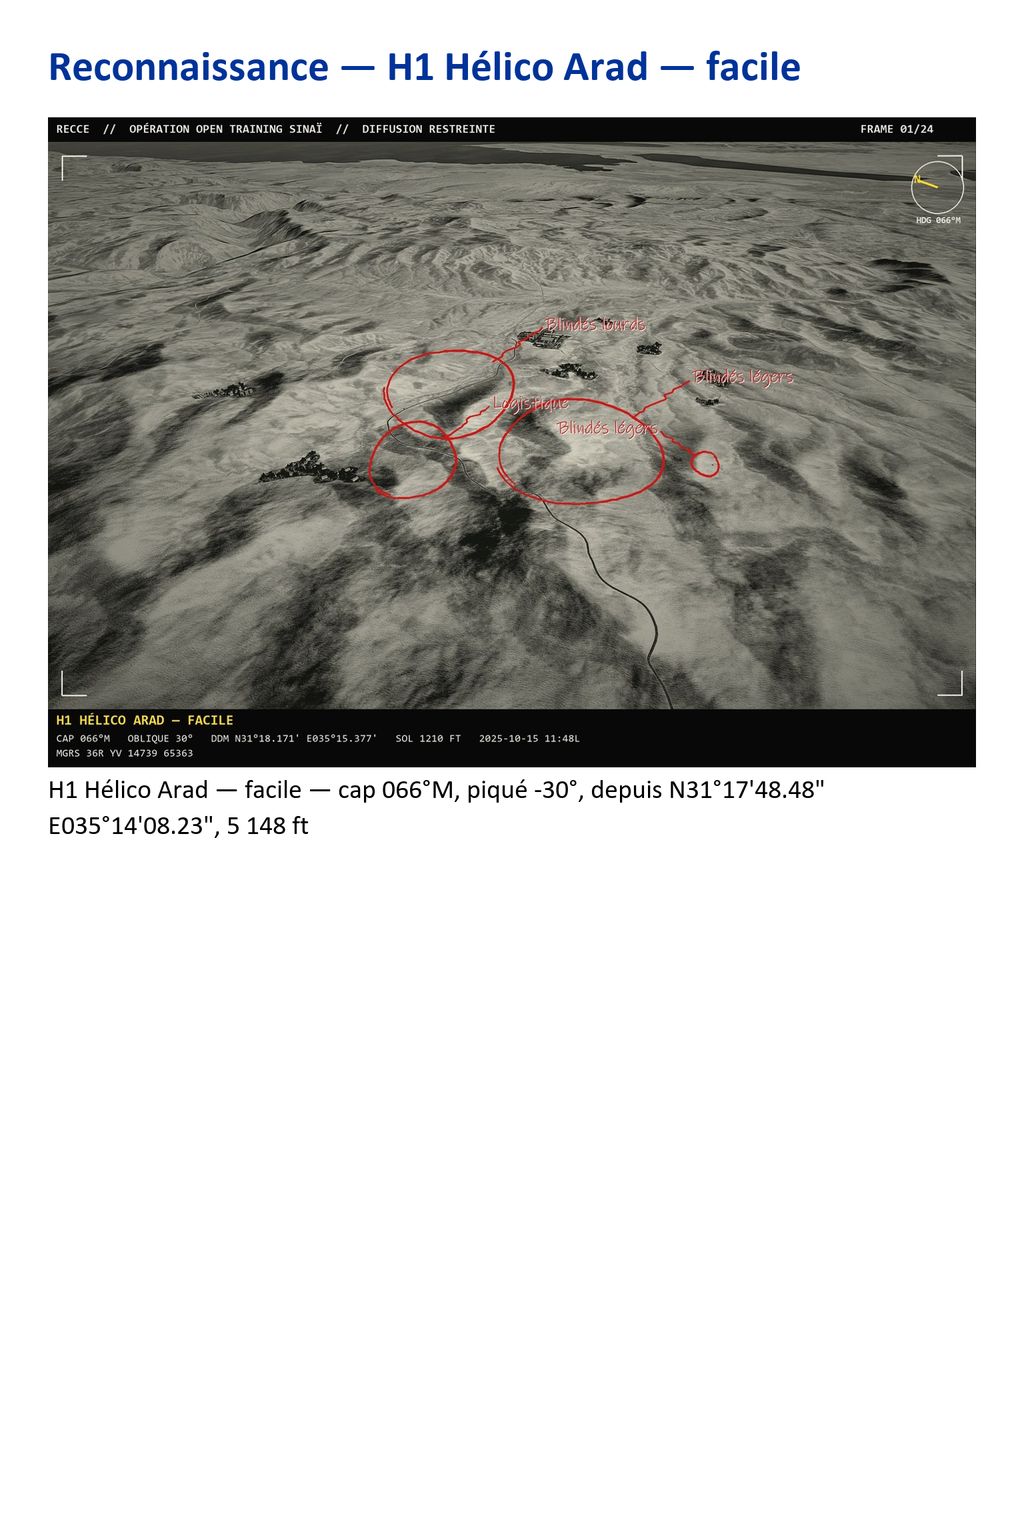 Reconnaissance — H1 Hélico Arad — facile
RECCE // OPÉRATION OPEN TRAINING SINAÏ // DIFFUSION RESTREINTE
FRAME 01/24
N
HDG 066°M
Blindés lourds
Blindés légers
Logistique
Blindés légers
H1 HÉLICO ARAD — FACILE
CAP 066°M OBLIQUE 30° DDM N31°18.171' E035°15.377' SOL 1210 FT 2025-10-15 11:48L
MGRS 36R YV 14739 65363
H1 Hélico Arad — facile — cap 066°M, piqué -30°, depuis N31°17'48.48"
E035°14'08.23", 5 148 ft